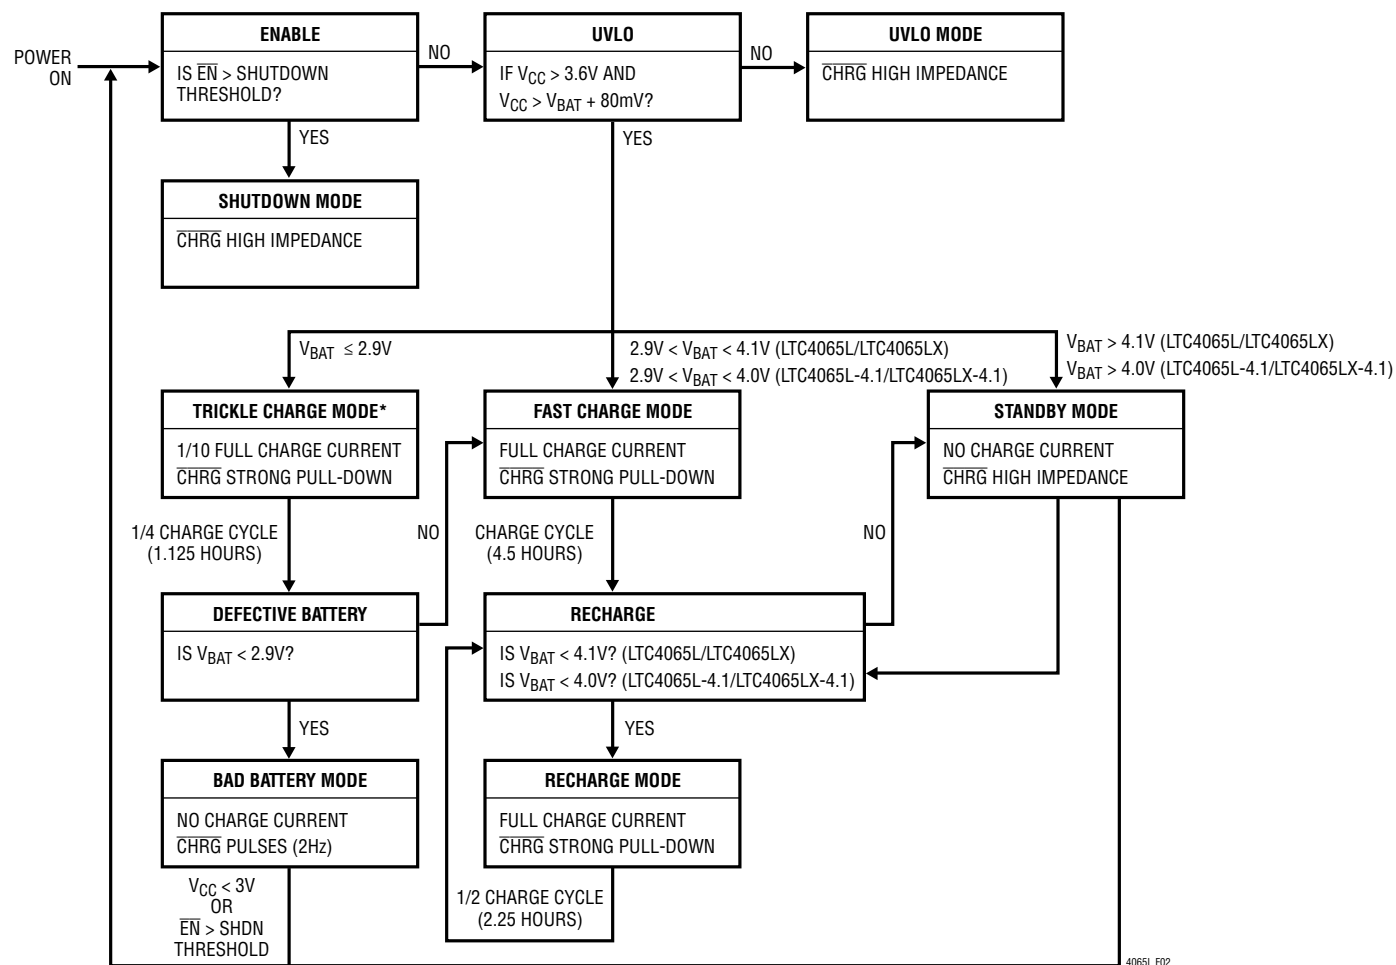 POWER
ON
ENABLE
IS EN > SHUTDOWN
THRESHOLD?
NO
YES
UVLO
IF VCC > 3.6V AND
VCC > VBAT + 80mV?
NO
YES
UVLO MODE
CHRG HIGH IMPEDANCE
SHUTDOWN MODE
CHRG HIGH IMPEDANCE
VBAT ≤ 2.9V
2.9V < VBAT < 4.1V (LTC4065L/LTC4065LX)
2.9V < VBAT < 4.0V (LTC4065L-4.1/LTC4065LX-4.1)
VBAT > 4.1V (LTC4065L/LTC4065LX)
VBAT > 4.0V (LTC4065L-4.1/LTC4065LX-4.1)
TRICKLE CHARGE MODE*
1/10 FULL CHARGE CURRENT
CHRG STRONG PULL-DOWN
FAST CHARGE MODE
FULL CHARGE CURRENT
CHRG STRONG PULL-DOWN
STANDBY MODE
NO CHARGE CURRENT
CHRG HIGH IMPEDANCE
1/4 CHARGE CYCLE
(1.125 HOURS)
NO
CHARGE CYCLE
(4.5 HOURS)
NO
DEFECTIVE BATTERY
IS VBAT < 2.9V?
YES
RECHARGE
IS VBAT < 4.1V? (LTC4065L/LTC4065LX)
IS VBAT < 4.0V? (LTC4065L-4.1/LTC4065LX-4.1)
YES
BAD BATTERY MODE
NO CHARGE CURRENT
CHRG PULSES (2Hz)
RECHARGE MODE
FULL CHARGE CURRENT
CHRG STRONG PULL-DOWN
VCC < 3V
OR
EN > SHDN
THRESHOLD
1/2 CHARGE CYCLE
(2.25 HOURS)
4065L F02